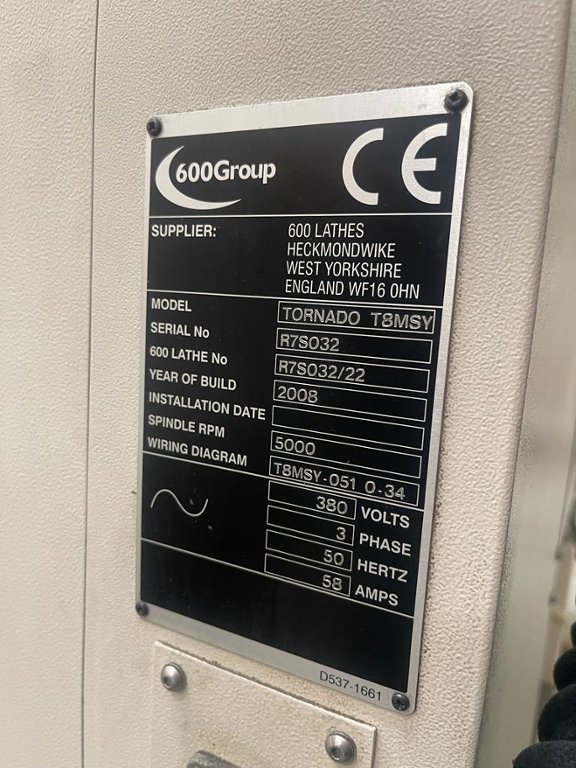 600Group CE
SUPPLIER: 600 LATHES
HECKMONDWIKE
WEST YORKSHIRE
ENGLAND WF16 0HN
MODEL TORNADO T8MSY
SERIAL No R7S032
600 LATHE No R7S032/22
YEAR OF BUILD 2008
INSTALLATION DATE
SPINDLE RPM 5000
WIRING DIAGRAM T8MSY-051 0-34
380 VOLTS
3 PHASE
50 HERTZ
58 AMPS
D537-1661